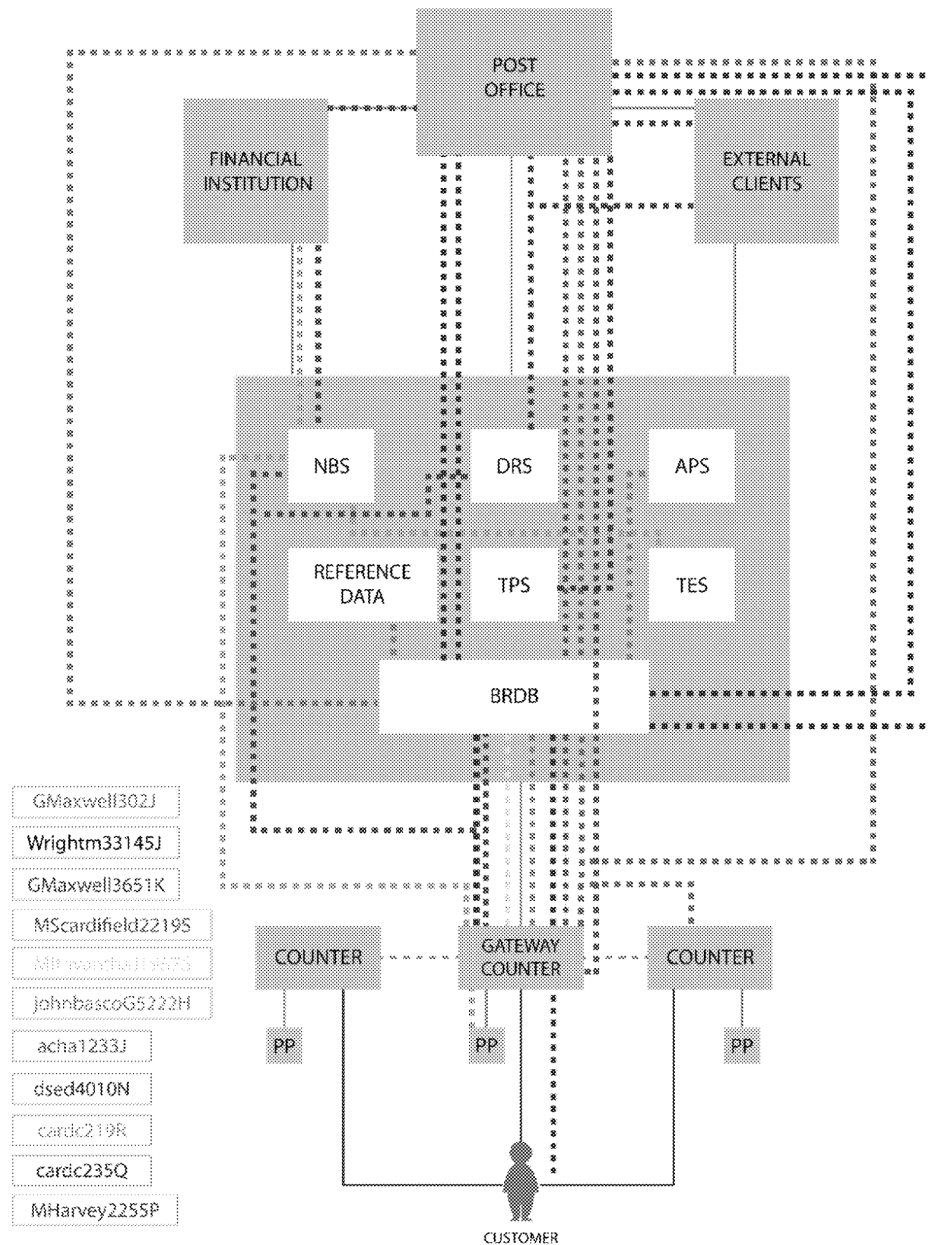 POST
OFFICE
FINANCIAL
INSTITUTION
EXTERNAL
CLIENTS
NBS
DRS
APS
REFERENCE
DATA
TPS
TES
BRDB
GMaxwell302J
Wrightm33145J
GMaxwell3651K
MScardifield2219S
johnbascoG5222H
acha1233J
dsed4010N
cardc219R
cardc235Q
MHarvey2255P
COUNTER
GATEWAY
COUNTER
COUNTER
PP
PP
PP
CUSTOMER